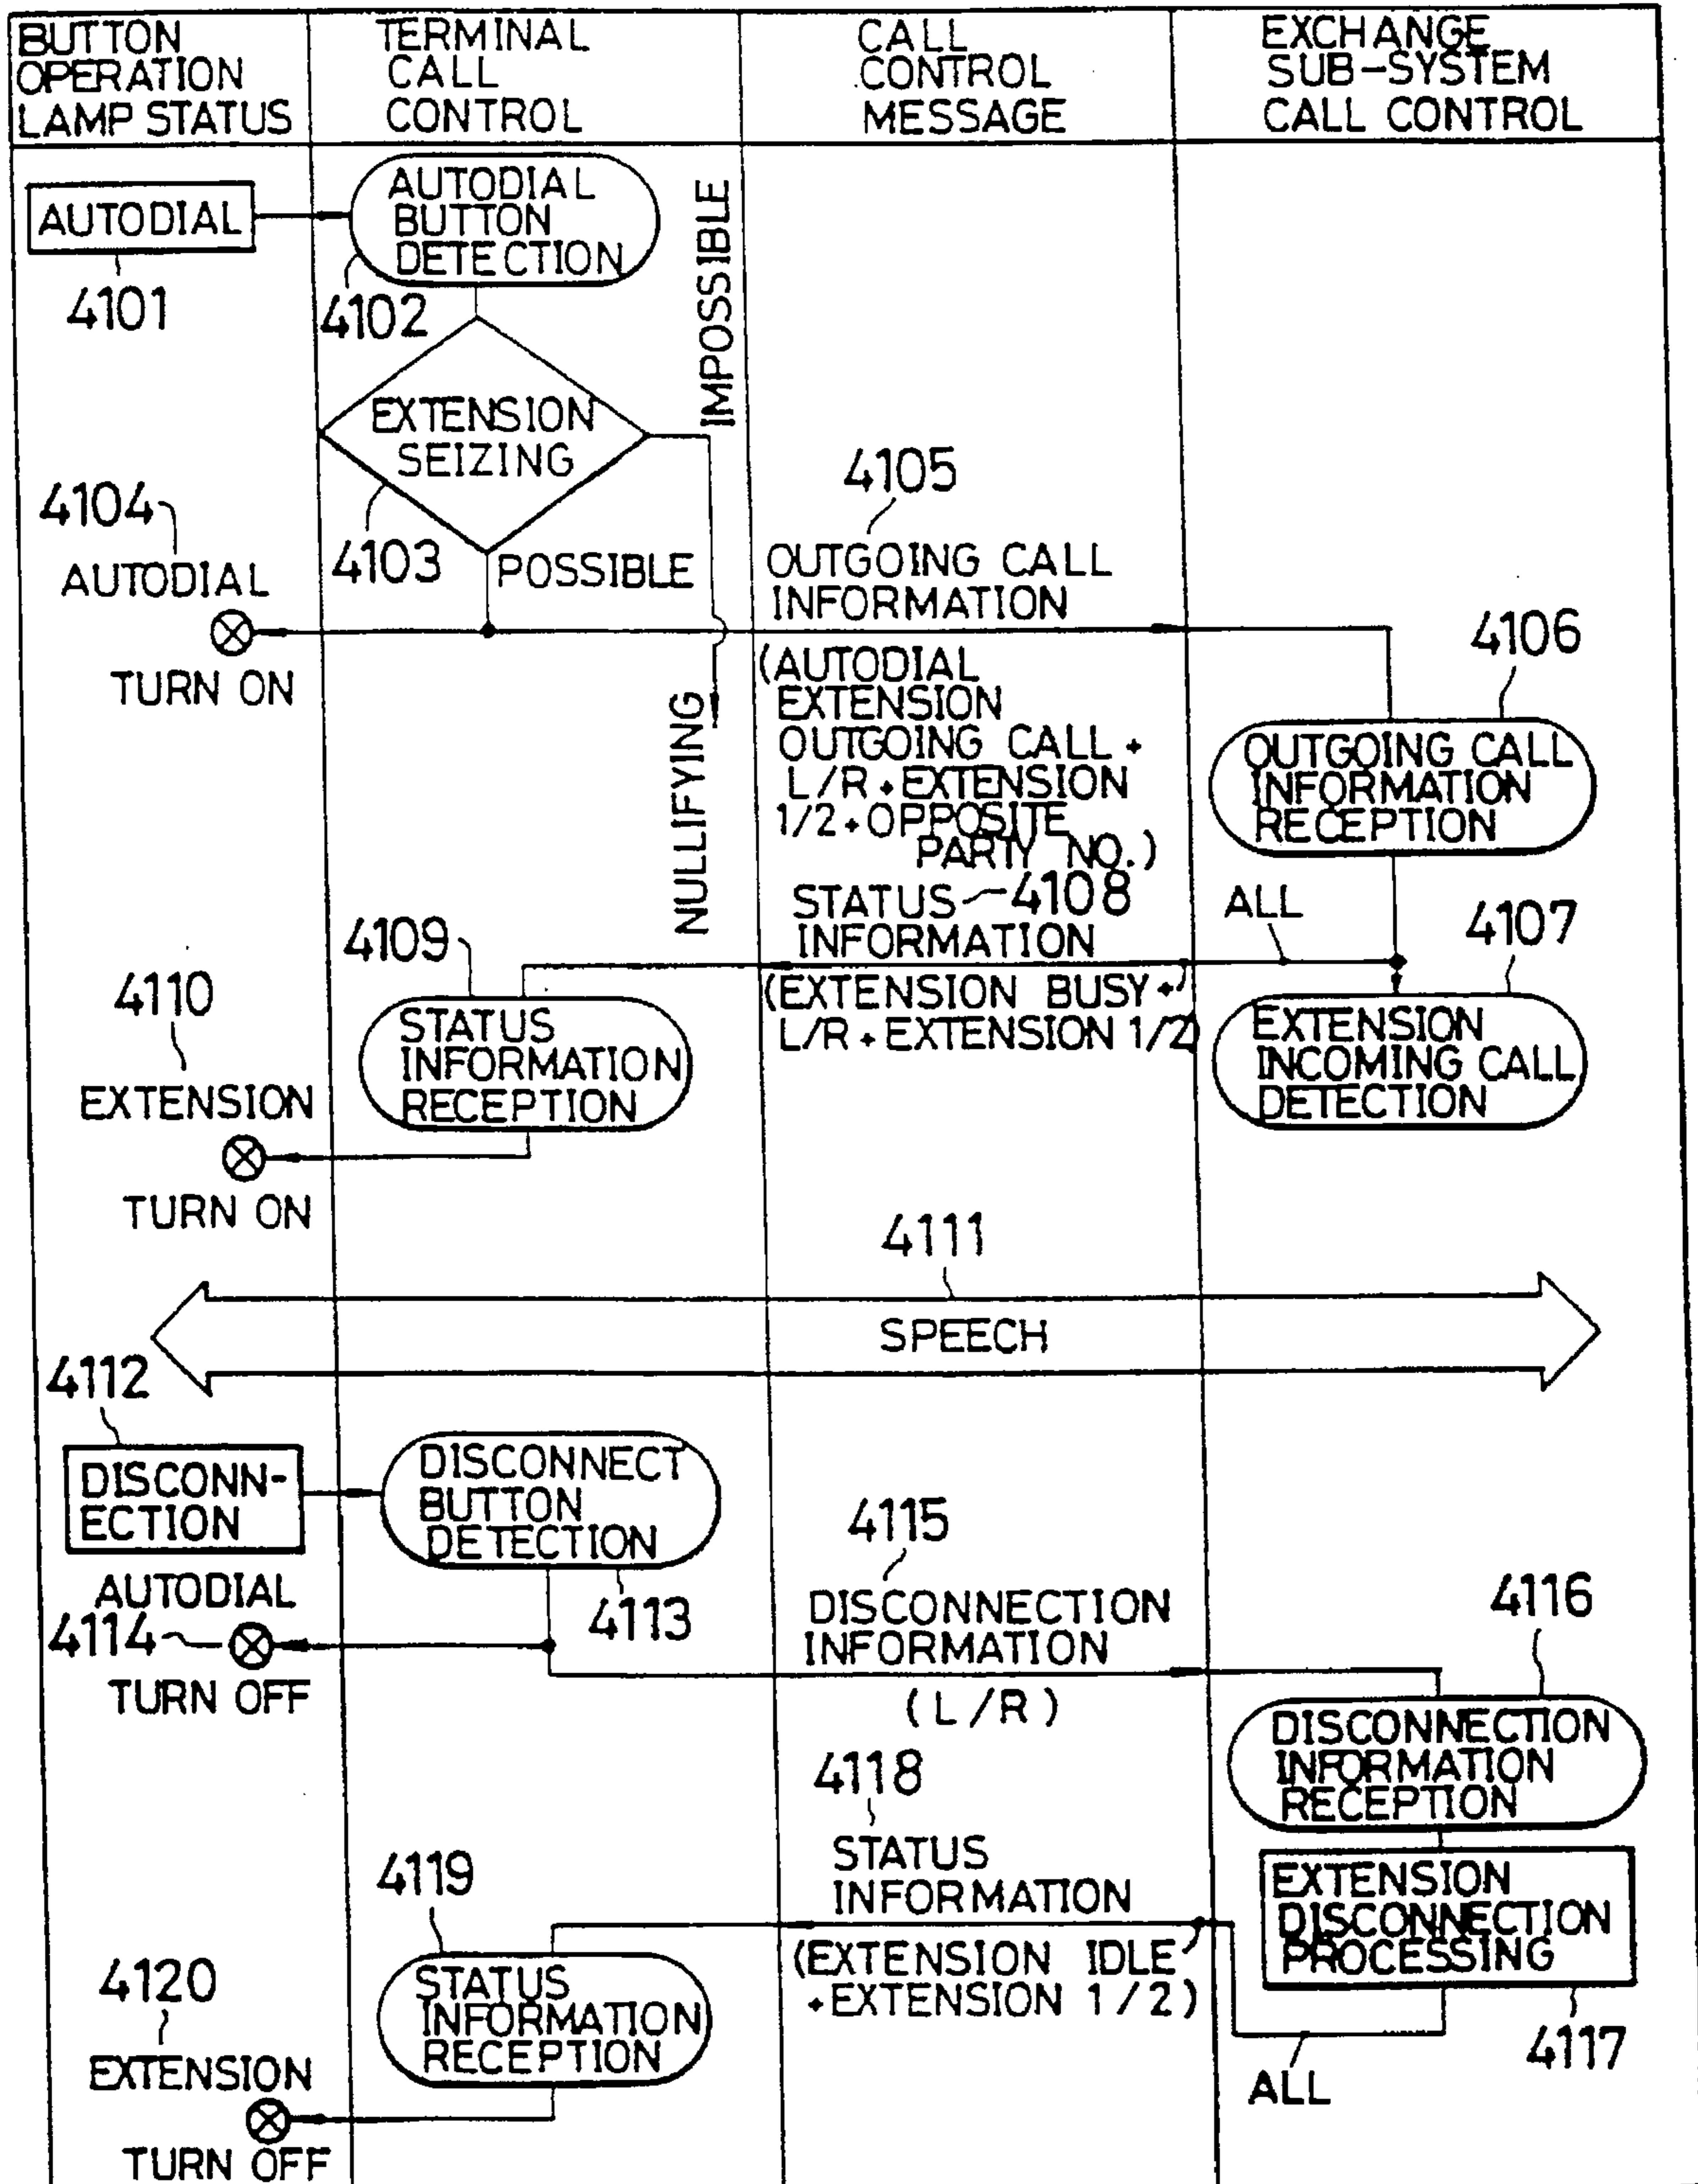 BUTTON
OPERATION
LAMP STATUS
TERMINAL
CALL
CONTROL
CALL
CONTROL
MESSAGE
EXCHANGE
SUB-SYSTEM
CALL CONTROL
AUTODIAL
4101
AUTODIAL
BUTTON
DETECTION
4102
IMPOSSIBLE
EXTENSION
SEIZING
4103
POSSIBLE
4104
AUTODIAL
TURN ON
4105
OUTGOING CALL
INFORMATION
(AUTODIAL
EXTENSION
OUTGOING CALL +
L/R + EXTENSION
1/2 + OPPOSITE
PARTY NO.)
NULLIFYING
4106
OUTGOING CALL
INFORMATION
RECEPTION
STATUS 4108
INFORMATION
(EXTENSION BUSY +
L/R + EXTENSION 1/2)
ALL
4107
EXTENSION
INCOMING CALL
DETECTION
4109
STATUS
INFORMATION
RECEPTION
4110
EXTENSION
TURN ON
4111
SPEECH
4112
DISCONN-
ECTION
DISCONNECT
BUTTON
DETECTION
4113
AUTODIAL
4114
TURN OFF
4115
DISCONNECTION
INFORMATION
(L/R)
4116
DISCONNECTION
INFORMATION
RECEPTION
EXTENSION
DISCONNECTION
PROCESSING
4117
ALL
4118
STATUS
INFORMATION
(EXTENSION IDLE
+ EXTENSION 1/2)
4119
STATUS
INFORMATION
RECEPTION
4120
EXTENSION
TURN OFF